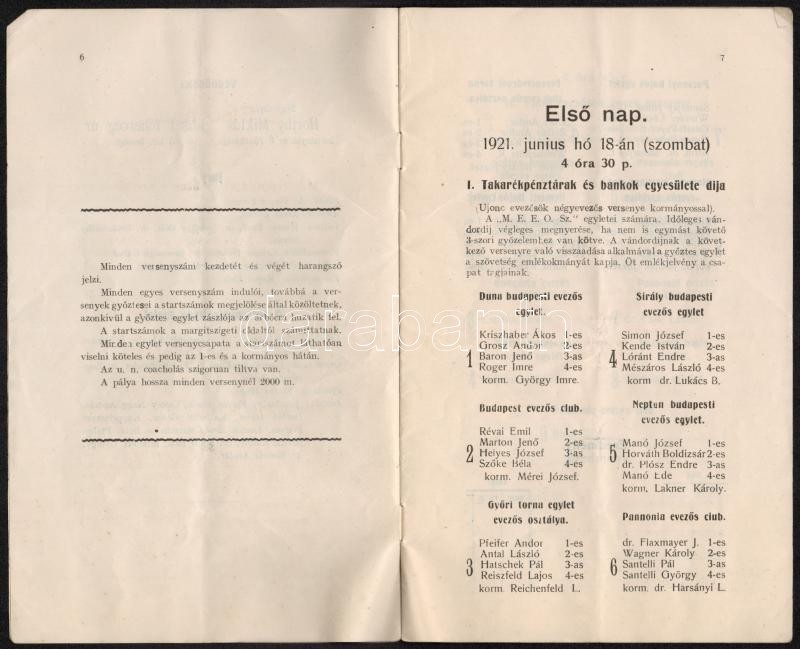 6
Minden versenyszám kezdetét és végét harangszó
jelzi.
Minden egyes versenyszám indulói, továbbá a ver-
senyek győztesei a startszámok megjelölése által közöltetnek,
azonkivül a győztes egylet zászlója az árbócra huzatik fel.
A startszámok a margitszigeti oldaltól számittatnak.
Minden egylet versenycsapata a startszámot láthatóan
viselni köteles és pedig az 1-es és a kormányos hátán.
Az u. n. coacholás szigoruan tiltva van.
A pálya hossza minden versenynél 2000 m.
7
Első nap.
1921. junius hó 18-án (szombat)
4 óra 30 p.
I. Takarékpénztárak és bankok egyesülete dija
(Ujonc evezősök négyevezős versenye kormányossal).
A „M. E. E. O. Sz." egyletei számára. Időleges ván-
dordij végleges megnyerése, ha nem is egymást követő
3-szori győzelemhez van kötve. A vándordijnak a követ-
kező versenyre való visszaadása alkalmával a győztes egylet
a szövetség emlékokmányát kapja. Öt emlékjelvény a csa-
pat tagjainak.
Duna budapesti evezős
egylet.
1
Kriszhaber Ákos 1-es
Grosz Andor 2-es
Baron Jenő 3-as
Roger Imre 4-es
korm. György Imre.
Budapest evezős club.
2
Révai Emil 1-es
Marton Jenő 2-es
Helyes József 3-as
Szőke Béla 4-es
korm. Mérei József.
Győri torna egylet
evezős osztálya.
3
Pfeifer Andor 1-es
Antal László 2-es
Hatschek Pál 3-as
Reiszfeld Lajos 4-es
korm. Reichenfeld L.
Sirály budapesti
evezős egylet
4
Simon József 1-es
Kende István 2-es
Lóránt Endre 3-as
Mészáros László 4-es
korm dr. Lukács B.
Neptun budapesti
evezős egylet.
5
Manó József 1-es
Horváth Boldizsár 2-es
dr. Plósz Endre 3-as
Manó Ede 4-es
korm. Lakner Károly.
Pannonia evezős club.
6
dr. Flaxmayer J. 1-es
Wagner Károly 2-es
Santelli Pál 3-as
Santelli György 4-es
korm. dr. Harsányi L.
darabanth